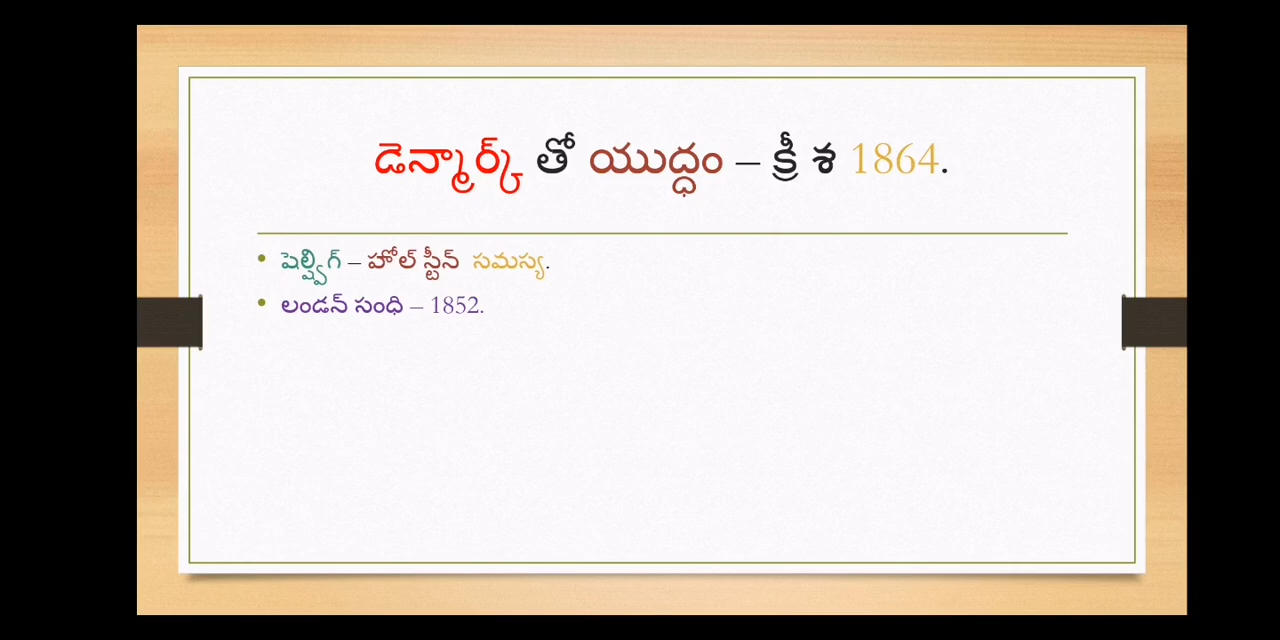 డెన్మార్క్ తో యుద్ధం – క్రీ శ 1864.
• షెల్ష్విగ్ – హోల్ స్టీన్ సమస్య.
• లండన్ సంధి – 1852.